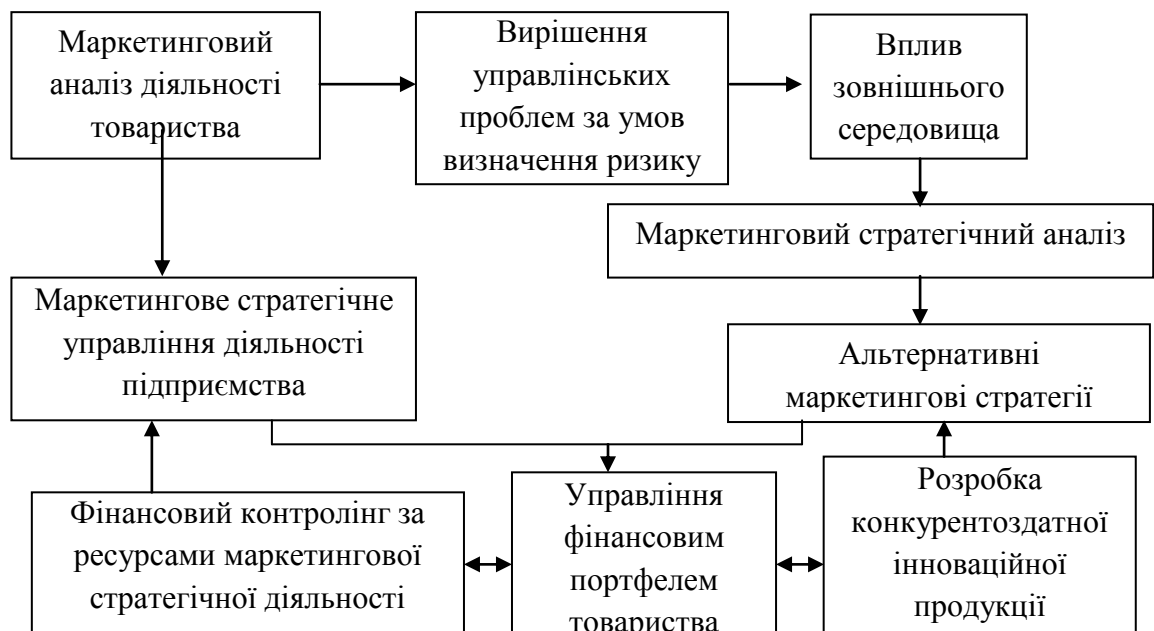 Маркетинговий
аналіз діяльності
товариства
Вирішення
управлінських
проблем за умов
визначення ризику
Вплив
зовнішнього
середовища
Маркетинговий стратегічний аналіз
Маркетингове стратегічне
управління діяльності
підприємства
Альтернативні
маркетингові стратегії
Фінансовий контролінг за
ресурсами маркетингової
стратегічної діяльності
Управління
фінансовим
портфелем
товариства
Розробка
конкурентоздатної
інноваційної
продукції